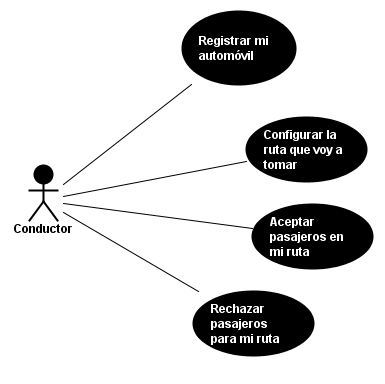 Registrar mi
automóvil
Configurar la
ruta que voy a
tomar
Conductor
Aceptar
pasajeros en
mi ruta
Rechazar
pasajeros
para mi ruta